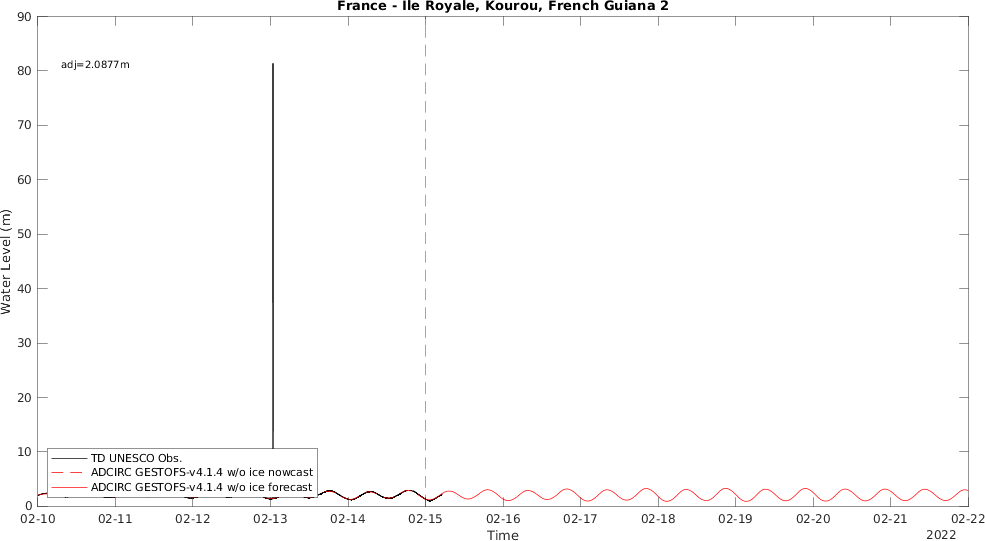 France - Ile Royale, Kourou, French Guiana 2
90
80
70
60
50
40
30
20
10
0
Water Level (m)
adj=2.0877m
TD UNESCO Obs.
ADCIRC GESTOFS-v4.1.4 w/o ice nowcast
ADCIRC GESTOFS-v4.1.4 w/o ice forecast
02-10 02-11 02-12 02-13 02-14 02-15 02-16 02-17 02-18 02-19 02-20 02-21 02-22
Time
2022